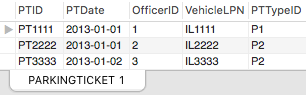 PTID PTDate OfficerID VehicleLPN PTTypeID
PT1111 2013-01-01 1 IL1111 P1
PT2222 2013-01-01 2 IL2222 P2
PT3333 2013-01-02 3 IL3333 P2
PARKINGTICKET 1